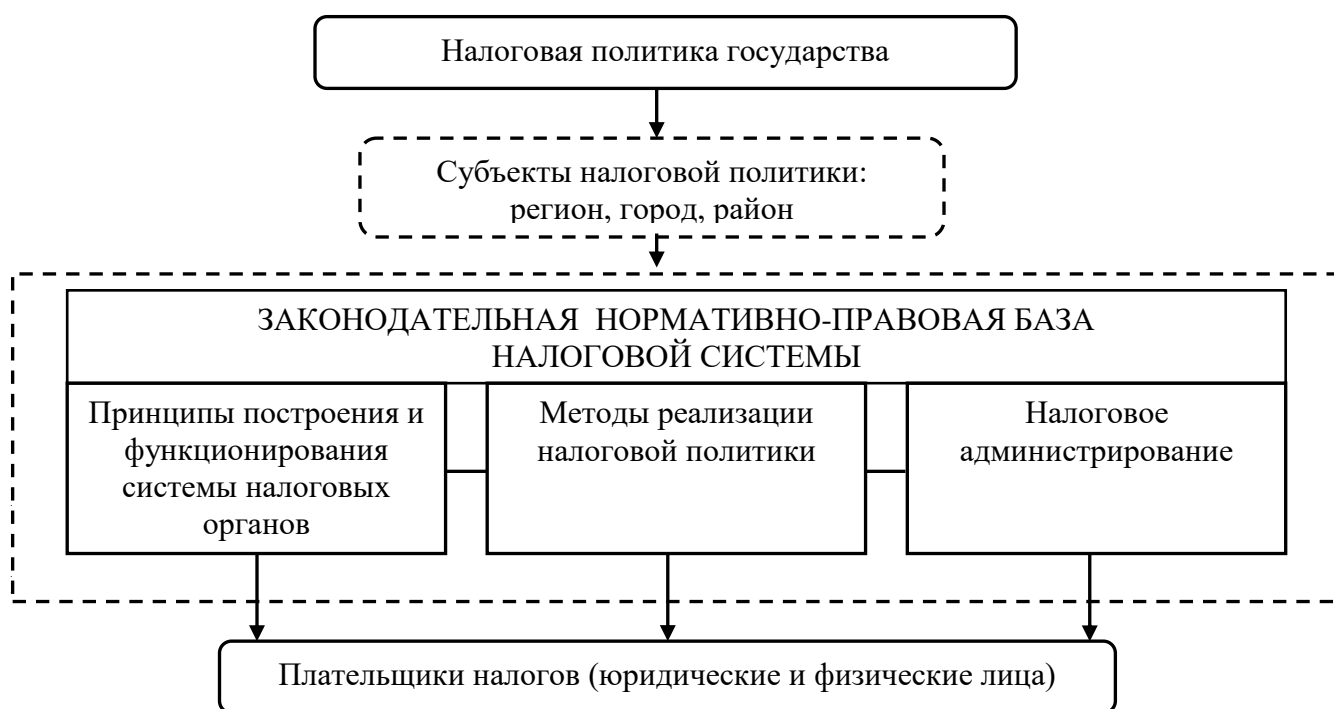 Налоговая политика государства
Субъекты налоговой политики:
регион, город, район
ЗАКОНОДАТЕЛЬНАЯ НОРМАТИВНО-ПРАВОВАЯ БАЗА
НАЛОГОВОЙ СИСТЕМЫ
Принципы построения и
функционирования
системы налоговых
органов
Методы реализации
налоговой политики
Налоговое
администрирование
Плательщики налогов (юридические и физические лица)